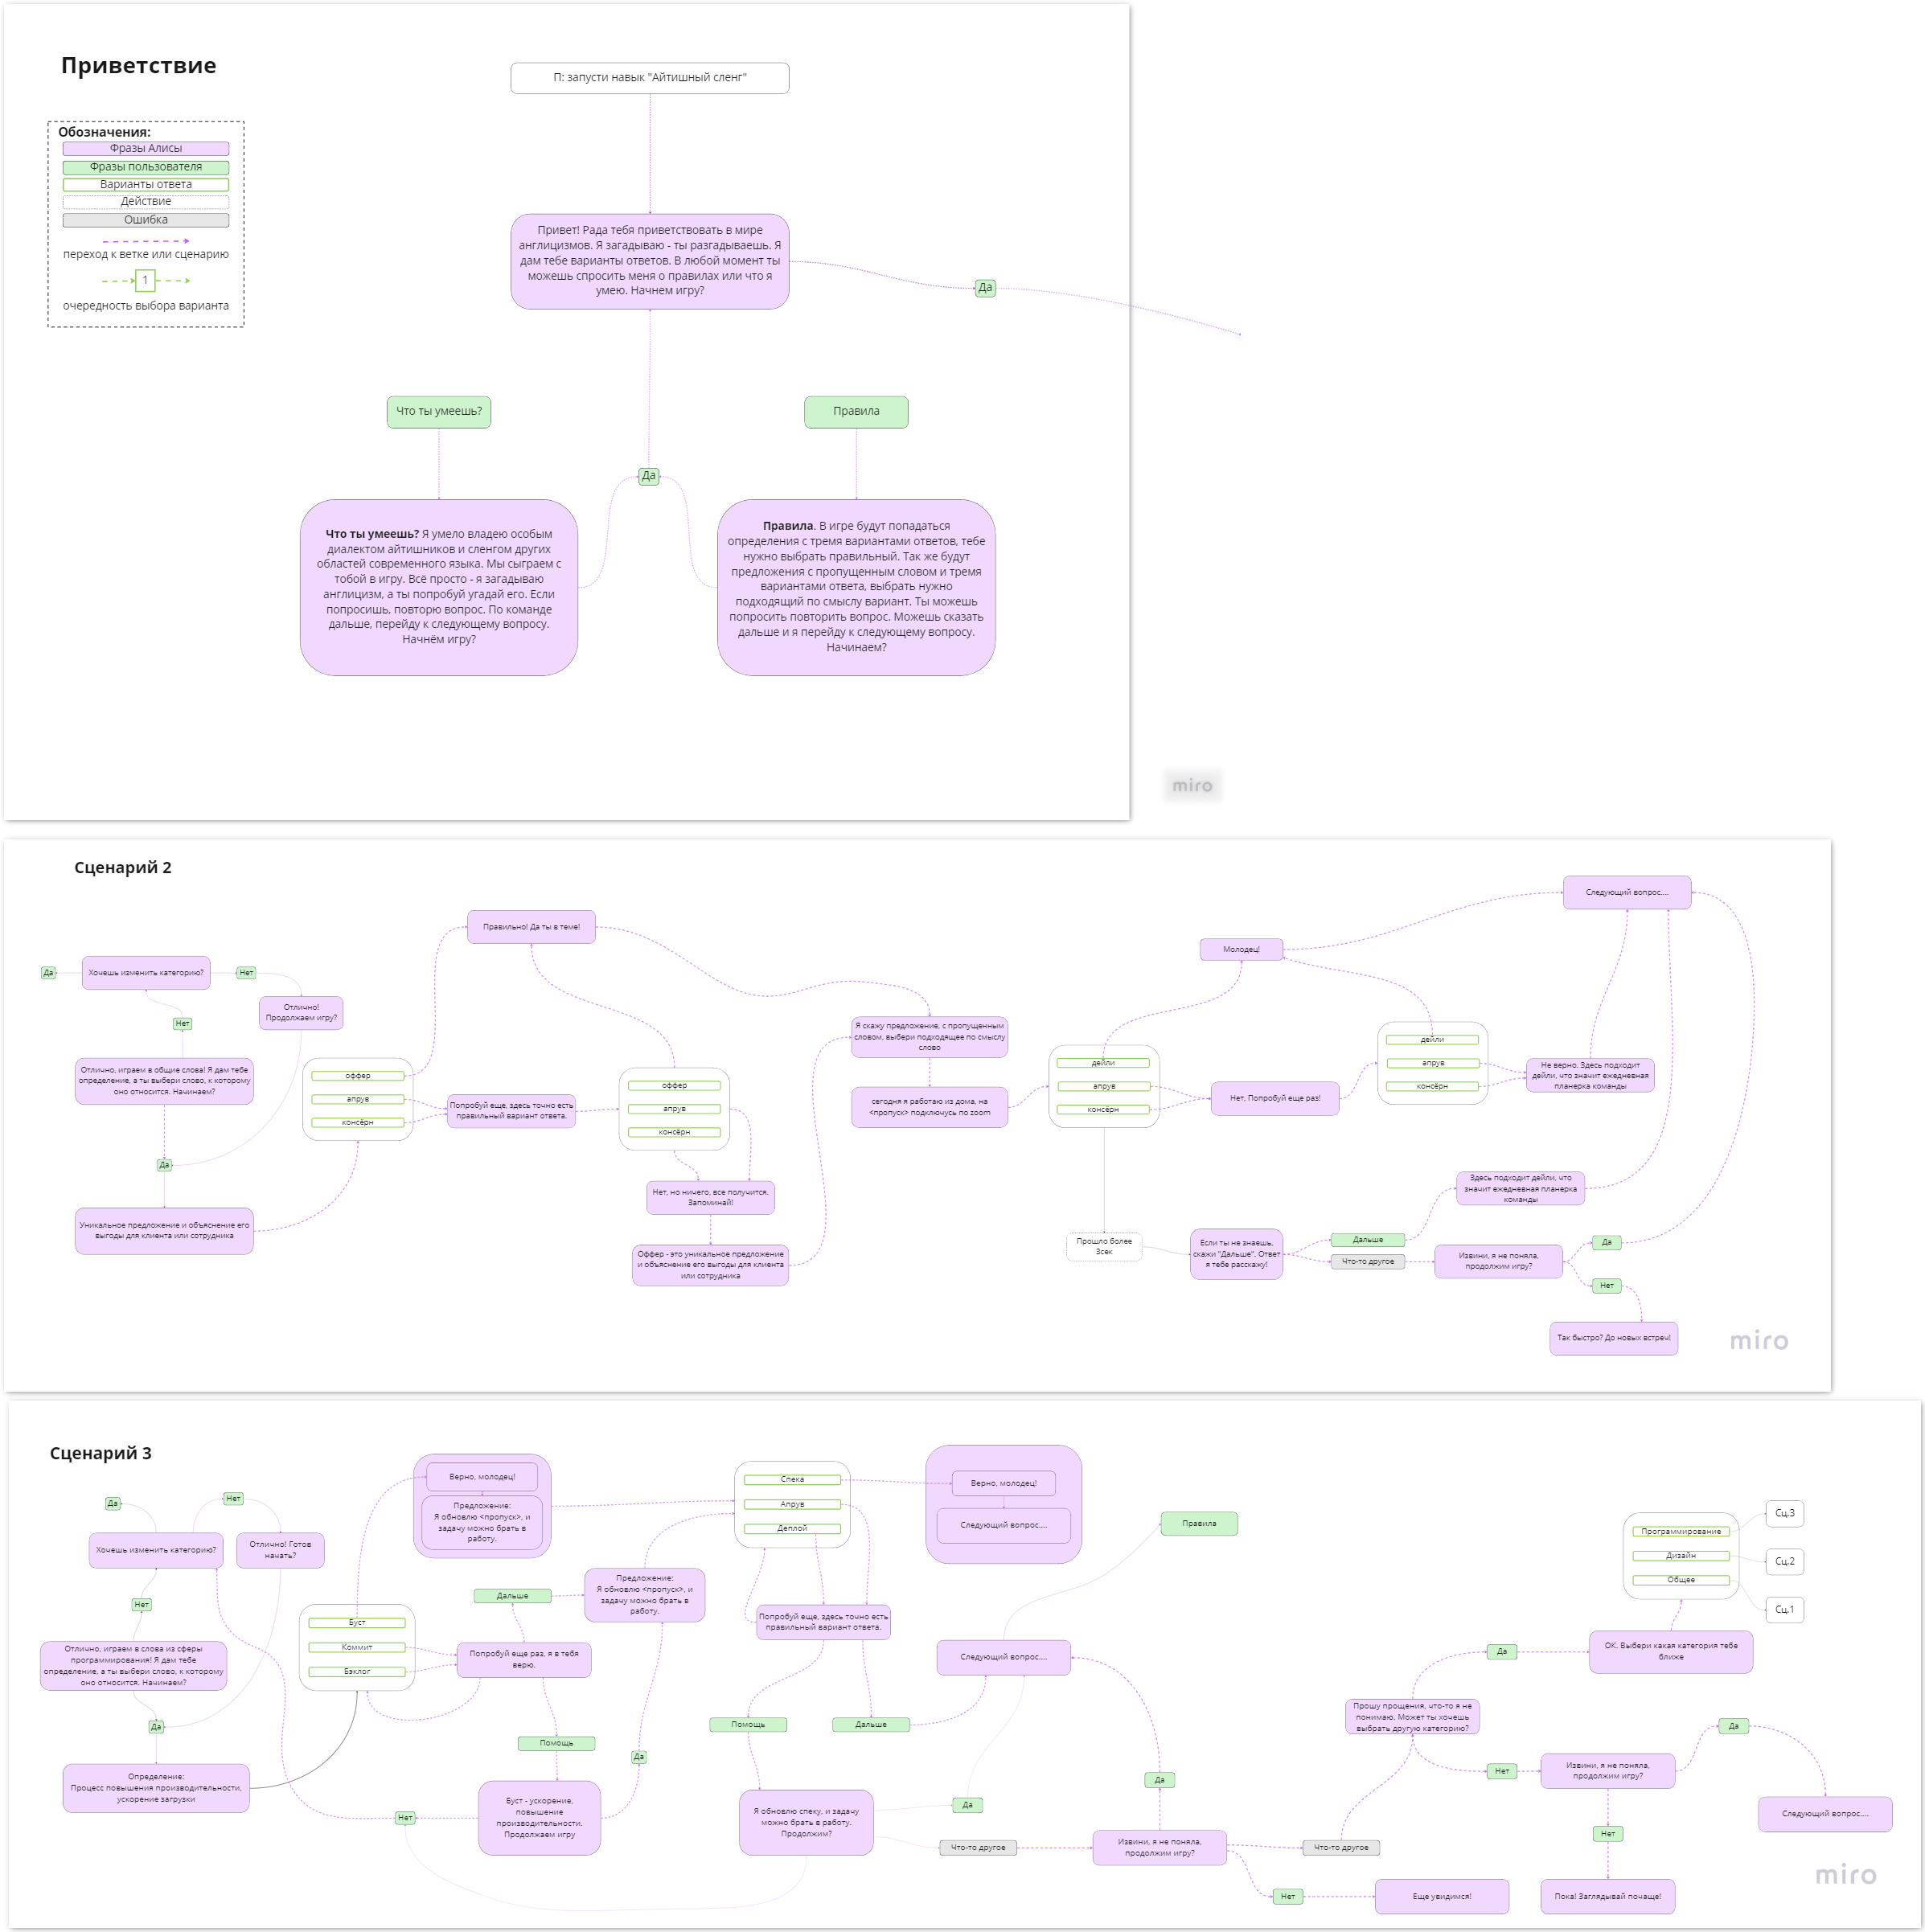 Приветствие
П: запусти навык "Айтишный сленг"
Обозначения:
Фразы Алисы
Фразы пользователя
Варианты ответа
Действие
Ошибка
переход к ветке или сценарию
1
очередность выбора варианта
Привет! Рада тебя приветствовать в мире
англицизмов. Я загадываю - ты разгадываешь. Я
дам тебе варианты ответов. В любой момент ты
можешь спросить меня о правилах или что я
умею. Начнем игру?
Да
Что ты умеешь?
Правила
Да
Что ты умеешь? Я умело владею особым
диалектом айтишников и сленгом других
областей современного языка. Мы сыграем с
тобой в игру. Всё просто - я загадываю
англицизм, а ты попробуй угадай его. Если
попросишь, повторю вопрос. По команде
дальше, перейду к следующему вопросу.
Начнём игру?
Правила. В игре будут попадаться
определения с тремя вариантами ответов, тебе
нужно выбрать правильный. Так же будут
предложения с пропущенным словом и тремя
вариантами ответа, выбрать нужно
подходящий по смыслу вариант. Ты можешь
попросить повторить вопрос. Можешь сказать
дальше и я перейду к следующему вопросу.
Начинаем?
miro
Сценарий 2
Да
Хочешь изменить категорию?
Нет
Отлично!
Продолжаем игру?
Нет
Отлично, играем в общие слова! Я дам тебе
определение, а ты выбери слово, к которому
оно относится. Начинаем?
Да
Уникальное предложение и объяснение его
выгоды для клиента или сотрудника
оффер
апрув
консёрн
Правильно! Да ты в теме!
Попробуй еще, здесь точно есть
правильный вариант ответа.
оффер
апрув
консёрн
Нет, но ничего, все получится.
Запоминай!
Оффер - это уникальное предложение
и объяснение его выгоды для клиента
или сотрудника
Я скажу предложение, с пропущенным
словом, выбери подходящее по смыслу
слово
сегодня я работаю из дома, на
<пропуск> подключусь по zoom
дейли
апрув
консёрн
Молодец!
Нет. Попробуй еще раз!
дейли
апрув
консёрн
Не верно. Здесь подходит
дейли, что значит ежедневная
планерка команды
Следующий вопрос....
Прошло более
3сек
Если ты не знаешь,
скажи "Дальше". Ответ
я тебе расскажу!
Дальше
Что-то другое
Здесь подходит дейли, что
значит ежедневная планерка
команды
Извини, я не поняла,
продолжим игру?
Да
Нет
Так быстро? До новых встреч!
miro
Сценарий 3
Да
Нет
Хочешь изменить категорию?
Отлично! Готов
начать?
Нет
Отлично, играем в слова из сферы
программирования! Я дам тебе
определение, а ты выбери слово, к которому
оно относится. Начинаем?
Да
Определение:
Процесс повышения производительности,
ускорение загрузки
Буст
Коммит
Бэклог
Верно, молодец!
Предложение:
Я обновлю <пропуск>, и
задачу можно брать в
работу.
Дальше
Попробуй еще раз, я в тебя
верю.
Помощь
Буст - ускорение,
повышение
производительности.
Продолжаем игру
Нет
Да
Предложение:
Я обновлю <пропуск>, и
задачу можно брать в
работу.
Спека
Апрув
Деплой
Попробуй еще, здесь точно есть
правильный вариант ответа.
Помощь
Дальше
Я обновлю спеку, и задачу
можно брать в работу.
Продолжим?
Верно, молодец!
Следующий вопрос....
Правила
Следующий вопрос....
Да
Что-то другое
Да
Извини, я не поняла,
продолжим игру?
Что-то другое
Нет
Еще увидимся!
Прошу прощения, что-то я не
понимаю. Может ты хочешь
выбрать другую категорию?
Да
ОК. Выбери какая категория тебе
ближе
Программирование
Дизайн
Общее
Сц.3
Сц.2
Сц.1
Нет
Извини, я не поняла,
продолжим игру?
Да
Следующий вопрос....
Нет
Пока! Заглядывай почаще!
miro